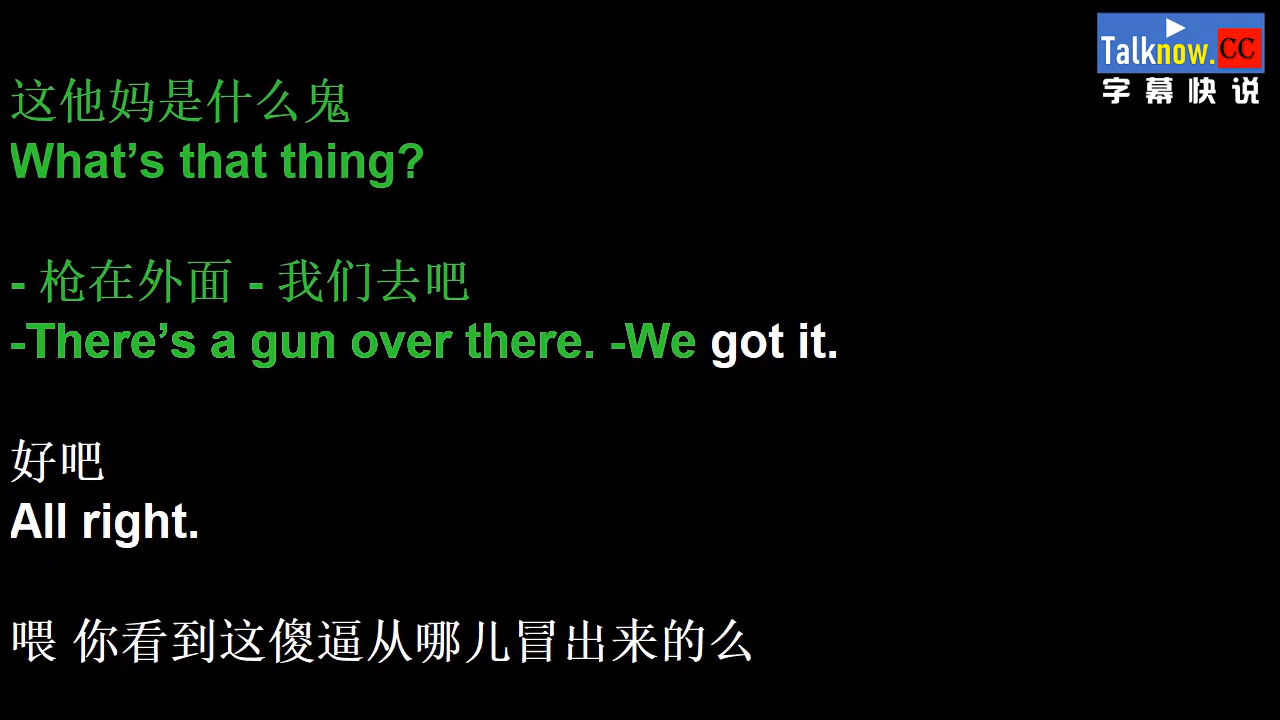 Talknow.CC
字幕快说
这他妈是什么鬼
What’s that thing?
- 枪在外面 - 我们去吧
-There’s a gun over there. -We got it.
好吧
All right.
喂 你看到这傻逼从哪儿冒出来的么